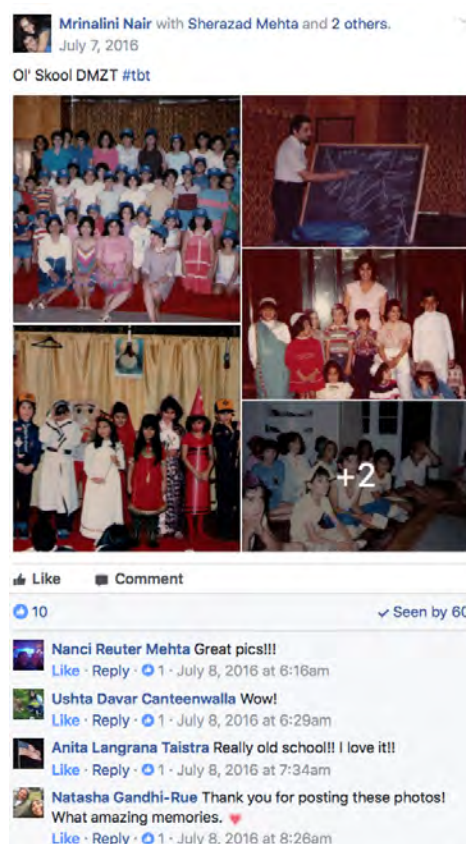 Mrinalini Nair with Sherazad Mehta and 2 others.
July 7, 2016
Ol' Skool DMZT #tbt
+2
Like Comment
10 Seen by 60
Nanci Reuter Mehta Great pics!!!
Like · Reply · 1 · July 8, 2016 at 6:16am
Ushta Davar Canteenwalla Wow!
Like · Reply · 1 · July 8, 2016 at 6:29am
Anita Langrana Taistra Really old school!! I love it!!
Like · Reply · 1 · July 8, 2016 at 7:34am
Natasha Gandhi-Rue Thank you for posting these photos!
What amazing memories.
Like · Reply · 1 · July 8, 2016 at 8:26am